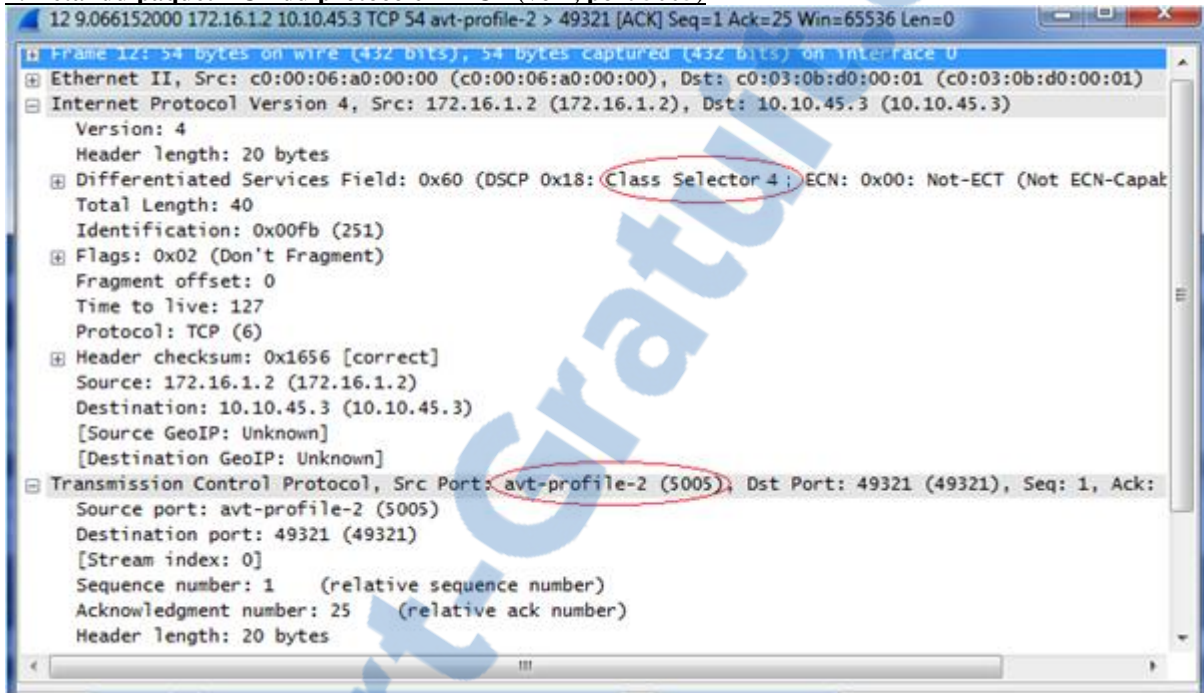 12 9.066152000 172.16.1.2 10.10.45.3 TCP 54 avt-profile-2 > 49321 [ACK] Seq=1 Ack=25 Win=65536 Len=0
Frame 12: 54 bytes on wire (432 bits), 54 bytes captured (432 bits) on interface 0
Ethernet II, Src: c0:00:06:a0:00:00 (c0:00:06:a0:00:00), Dst: c0:03:0b:d0:00:01 (c0:03:0b:d0:00:01)
Internet Protocol Version 4, Src: 172.16.1.2 (172.16.1.2), Dst: 10.10.45.3 (10.10.45.3)
Version: 4
Header length: 20 bytes
Differentiated Services Field: 0x60 (DSCP 0x18: Class Selector 4; ECN: 0x00: Not-ECT (Not ECN-Capab
Total Length: 40
Identification: 0x00fb (251)
Flags: 0x02 (Don't Fragment)
Fragment offset: 0
Time to live: 127
Protocol: TCP (6)
Header checksum: 0x1656 [correct]
Source: 172.16.1.2 (172.16.1.2)
Destination: 10.10.45.3 (10.10.45.3)
[Source GeoIP: Unknown]
[Destination GeoIP: Unknown]
Transmission Control Protocol, Src Port: avt-profile-2 (5005), Dst Port: 49321 (49321), Seq: 1, Ack:
Source port: avt-profile-2 (5005)
Destination port: 49321 (49321)
[Stream index: 0]
Sequence number: 1 (relative sequence number)
Acknowledgment number: 25 (relative ack number)
Header length: 20 bytes